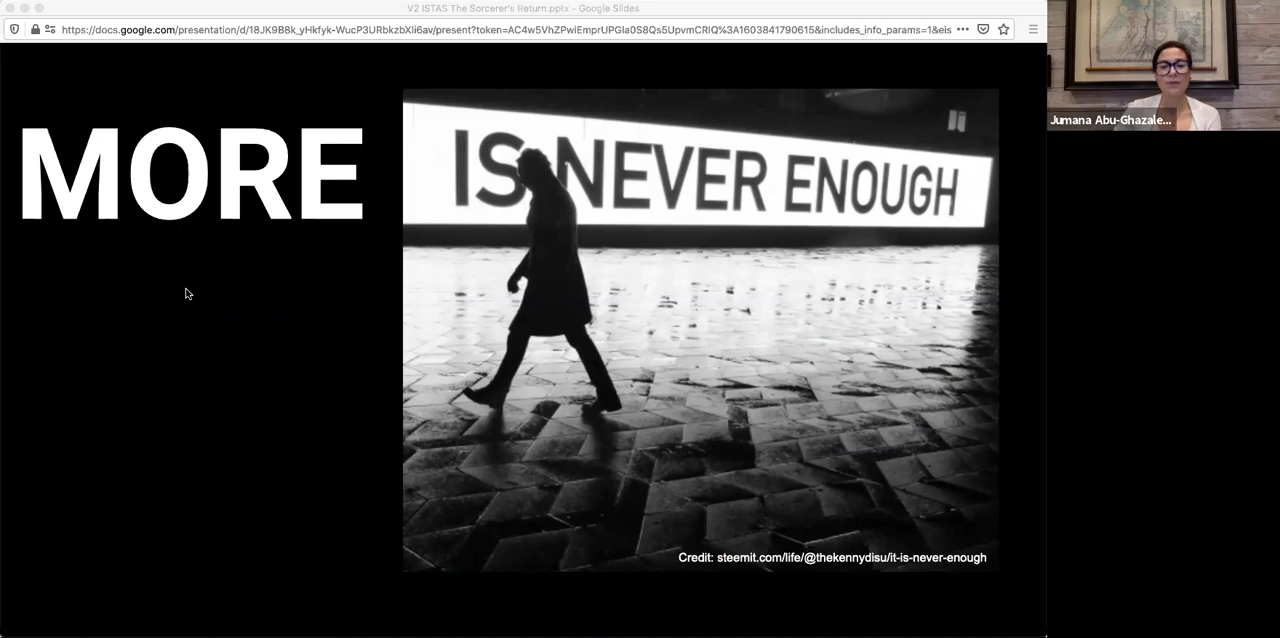 V2 ISTAS The Sorcerer's Return.pptx - Google Slides
https://docs.google.com/presentation/d/18JK9B8k_yHkfyk-WucP3URbkzbXli6av/present?token=AC4w5VhZPwiEmprUPGIa0S8Qs5UpvmCRIQ%3A1603841790615&includes_info_params=1&eis
MORE
IS NEVER ENOUGH
Credit: steemit.com/life/@thekennydisu/it-is-never-enough
Jumana Abu-Ghazale...